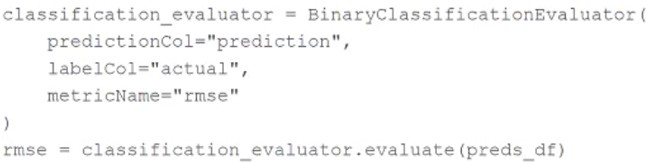 classification_evaluator = BinaryClassificationEvaluator(
    predictionCol="prediction",
    labelCol="actual",
    metricName="rmse"
)
rmse = classification_evaluator.evaluate(preds_df)